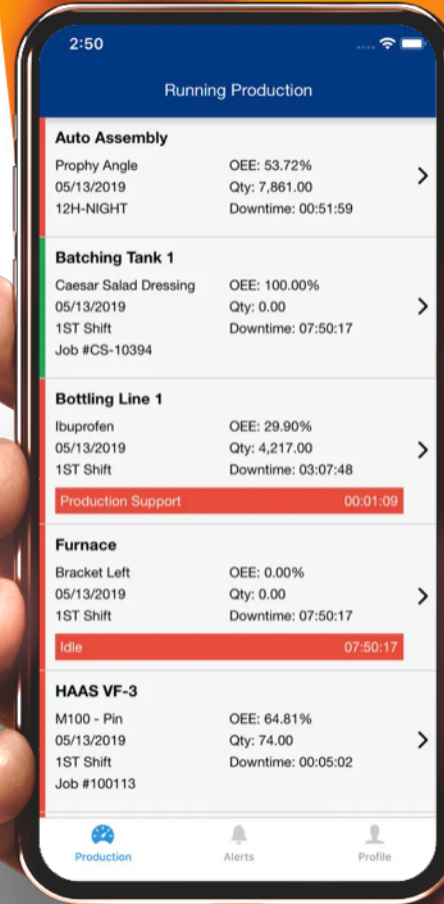 2:50
Running Production
Auto Assembly
Prophy Angle OEE: 53.72%
05/13/2019 Qty: 7,861.00
12H-NIGHT Downtime: 00:51:59
Batching Tank 1
Caesar Salad Dressing OEE: 100.00%
05/13/2019 Qty: 0.00
1ST Shift Downtime: 07:50:17
Job #CS-10394
Bottling Line 1
Ibuprofen OEE: 29.90%
05/13/2019 Qty: 4,217.00
1ST Shift Downtime: 03:07:48
Production Support 00:01:09
Furnace
Bracket Left OEE: 0.00%
05/13/2019 Qty: 0.00
1ST Shift Downtime: 07:50:17
Idle 07:50:17
HAAS VF-3
M100 - Pin OEE: 64.81%
05/13/2019 Qty: 74.00
1ST Shift Downtime: 00:05:02
Job #100113
Production Alerts Profile